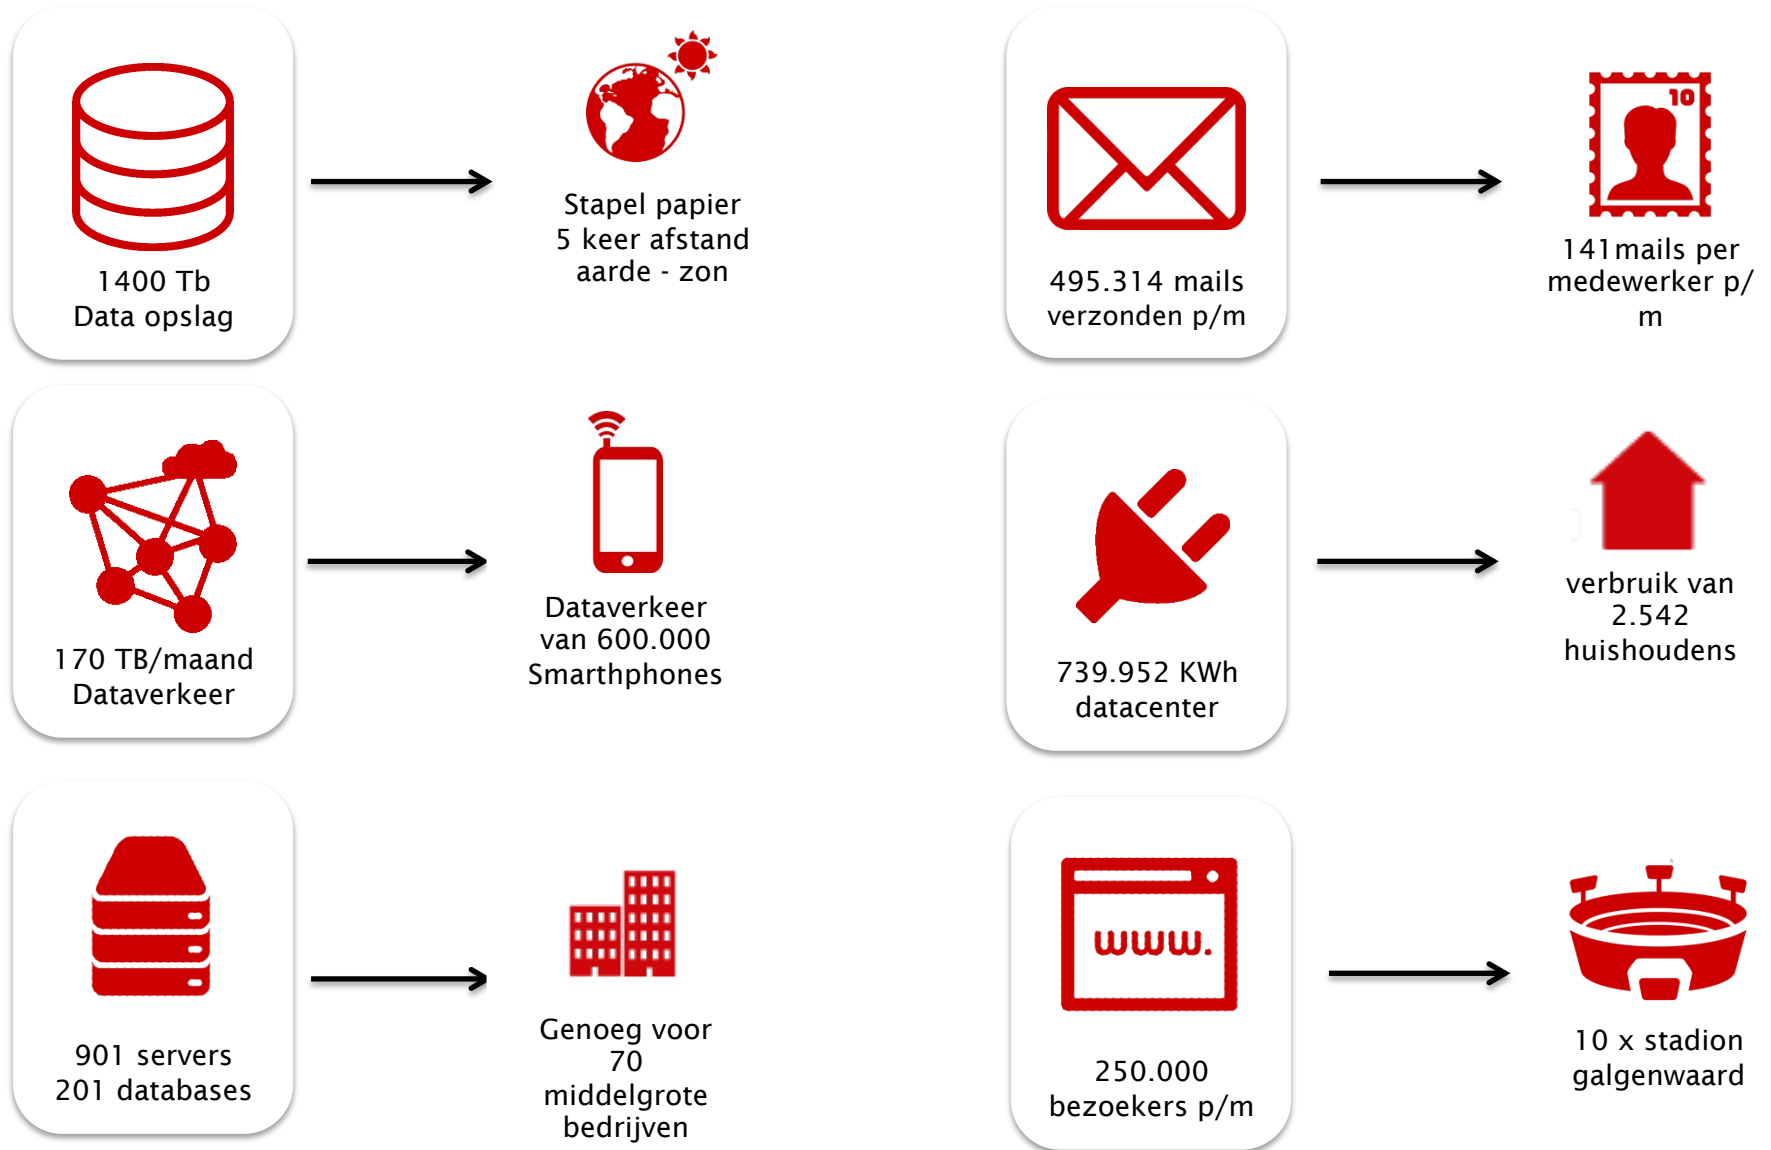 1400 Tb
Data opslag
Stapel papier
5 keer afstand
aarde - zon
495.314 mails
verzonden p/m
10
141mails per
medewerker p/
m
170 TB/maand
Dataverkeer
Dataverkeer
van 600.000
Smarthphones
739.952 KWh
datacenter
verbruik van
2.542
huishoudens
901 servers
201 databases
Genoeg voor
70
middelgrote
bedrijven
www.
250.000
bezoekers p/m
10 x stadion
galgenwaard